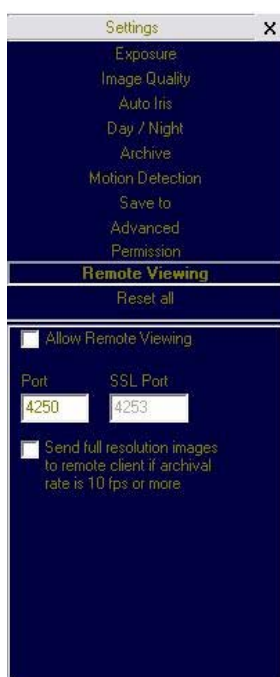 Settings X
Exposure
Image Quality
Auto Iris
Day / Night
Archive
Motion Detection
Save to
Advanced
Permission
Remote Viewing
Reset all
Allow Remote Viewing
Port SSL Port
4250 4253
Send full resolution images
to remote client if archival
rate is 10 fps or more